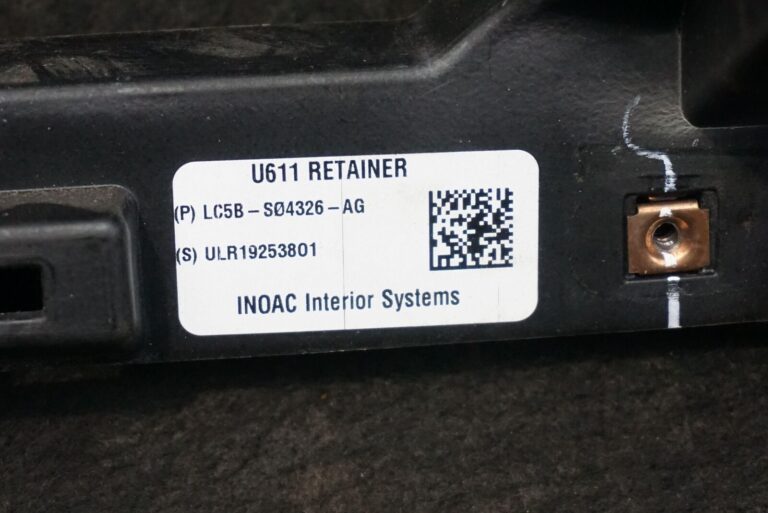 U611 RETAINER
(P) LC5B-SØ4326-AG
(S) ULR19253801
INOAC Interior Systems